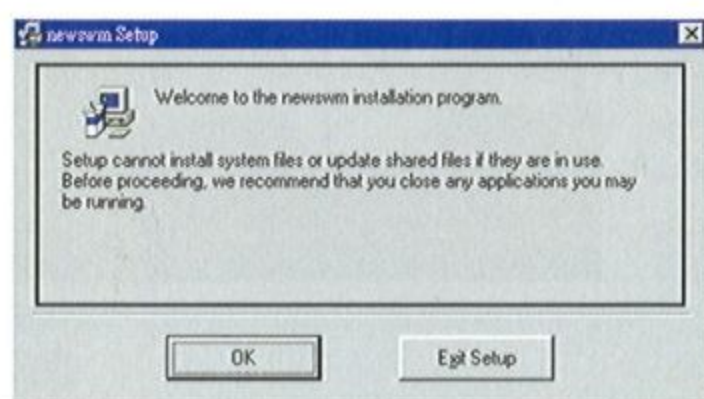 newswm Setup
Welcome to the newswm installation program.
Setup cannot install system files or update shared files if they are in use.
Before proceeding, we recommend that you close any applications you may
be running.
OK
Exit Setup